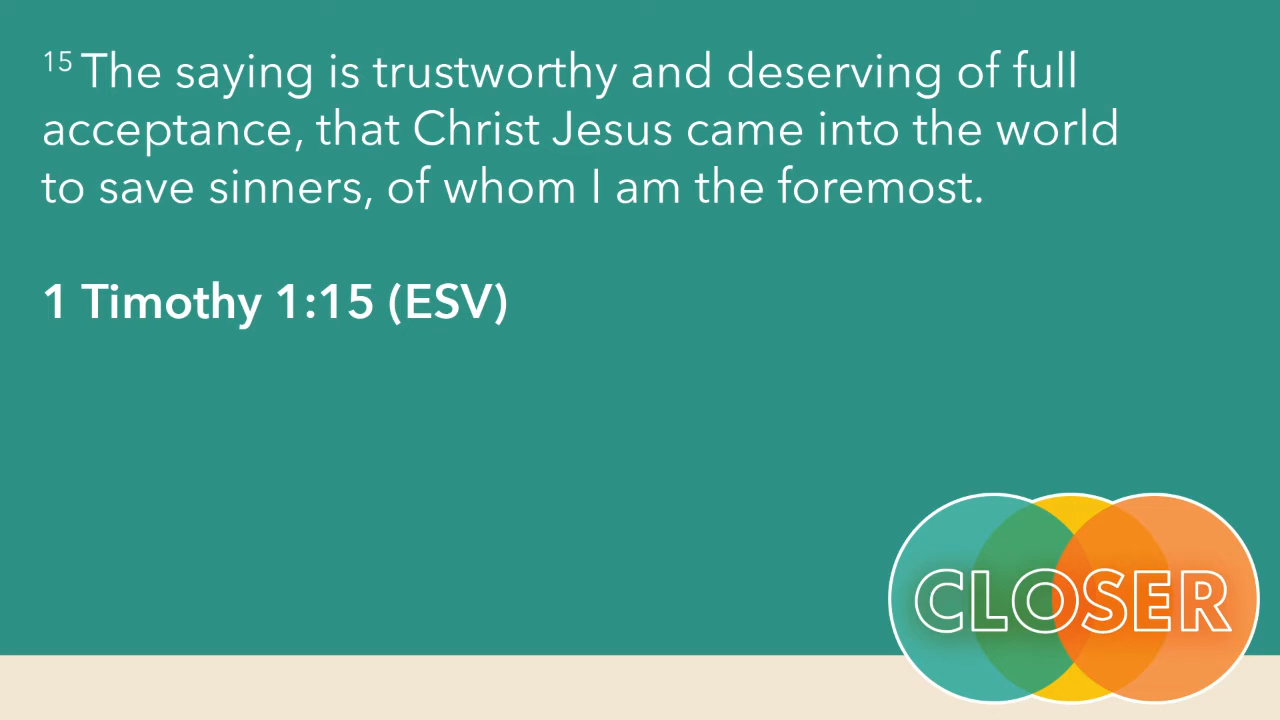 15 The saying is trustworthy and deserving of full
acceptance, that Christ Jesus came into the world
to save sinners, of whom I am the foremost.
1 Timothy 1:15 (ESV)
CLOSER